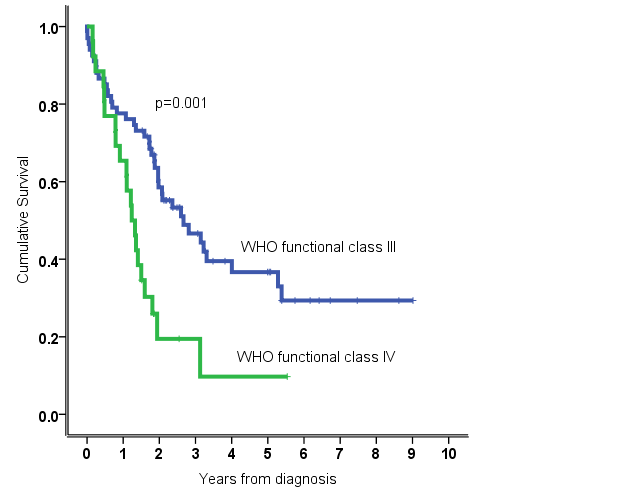 1.0
p=0.001
0.8
0.6
Cumulative Survival
WHO functional class III
0.4
WHO functional class IV
0.2
0.0
0 1 2 3 4 5 6 7 8 9 10
Years from diagnosis